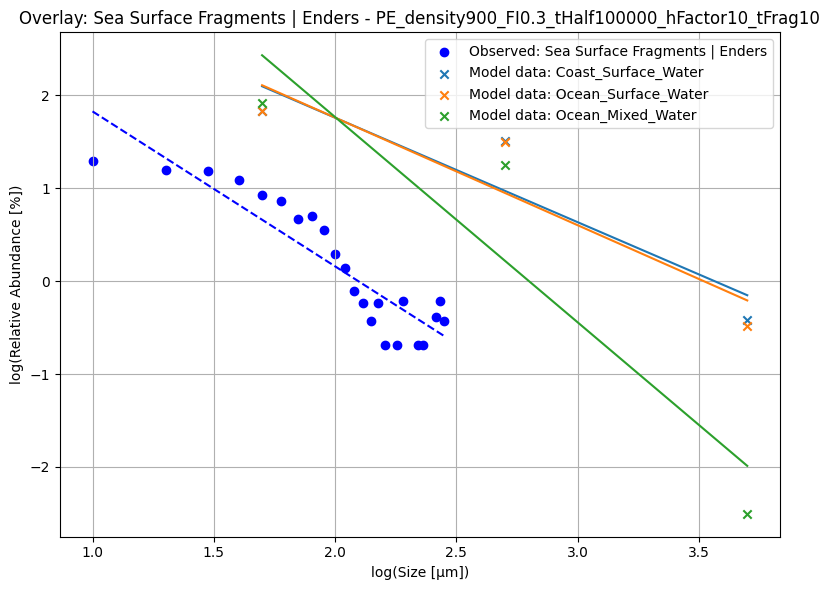 Overlay: Sea Surface Fragments | Enders - PE_density900_FI0.3_tHalf100000_hFactor10_tFrag10
Observed: Sea Surface Fragments | Enders
Model data: Coast_Surface_Water
Model data: Ocean_Surface_Water
Model data: Ocean_Mixed_Water
log(Relative Abundance [%])
2
1
0
−1
−2
1.0 1.5 2.0 2.5 3.0 3.5
log(Size [µm])